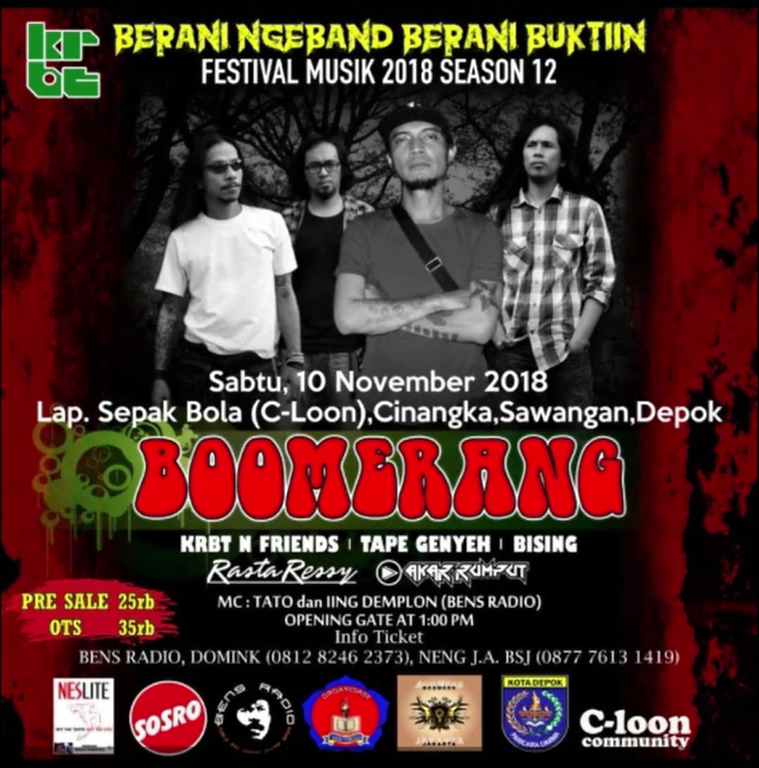 krbt
BERANI NGEBAND BERANI BUKTIIN
FESTIVAL MUSIK 2018 SEASON 12
Sabtu, 10 November 2018
Lap. Sepak Bola (C-Loon),Cinangka,Sawangan,Depok
BOOMERANG
KRBT N FRIENDS | TAPE GENYEH | BISING
RastaRessy AKAR RUMPUT
PRE SALE 25rb
OTS 35rb
MC : TATO dan IING DEMPLON (BENS RADIO)
OPENING GATE AT 1:00 PM
Info Ticket
BENS RADIO, DOMINK (0812 8246 2373), NENG J.A. BSJ (0877 7613 1419)
NESLITE
SOSRO
BENS RADIO
ORGANDA
JAKARTA
KOTA DEPOK
C-loon
community